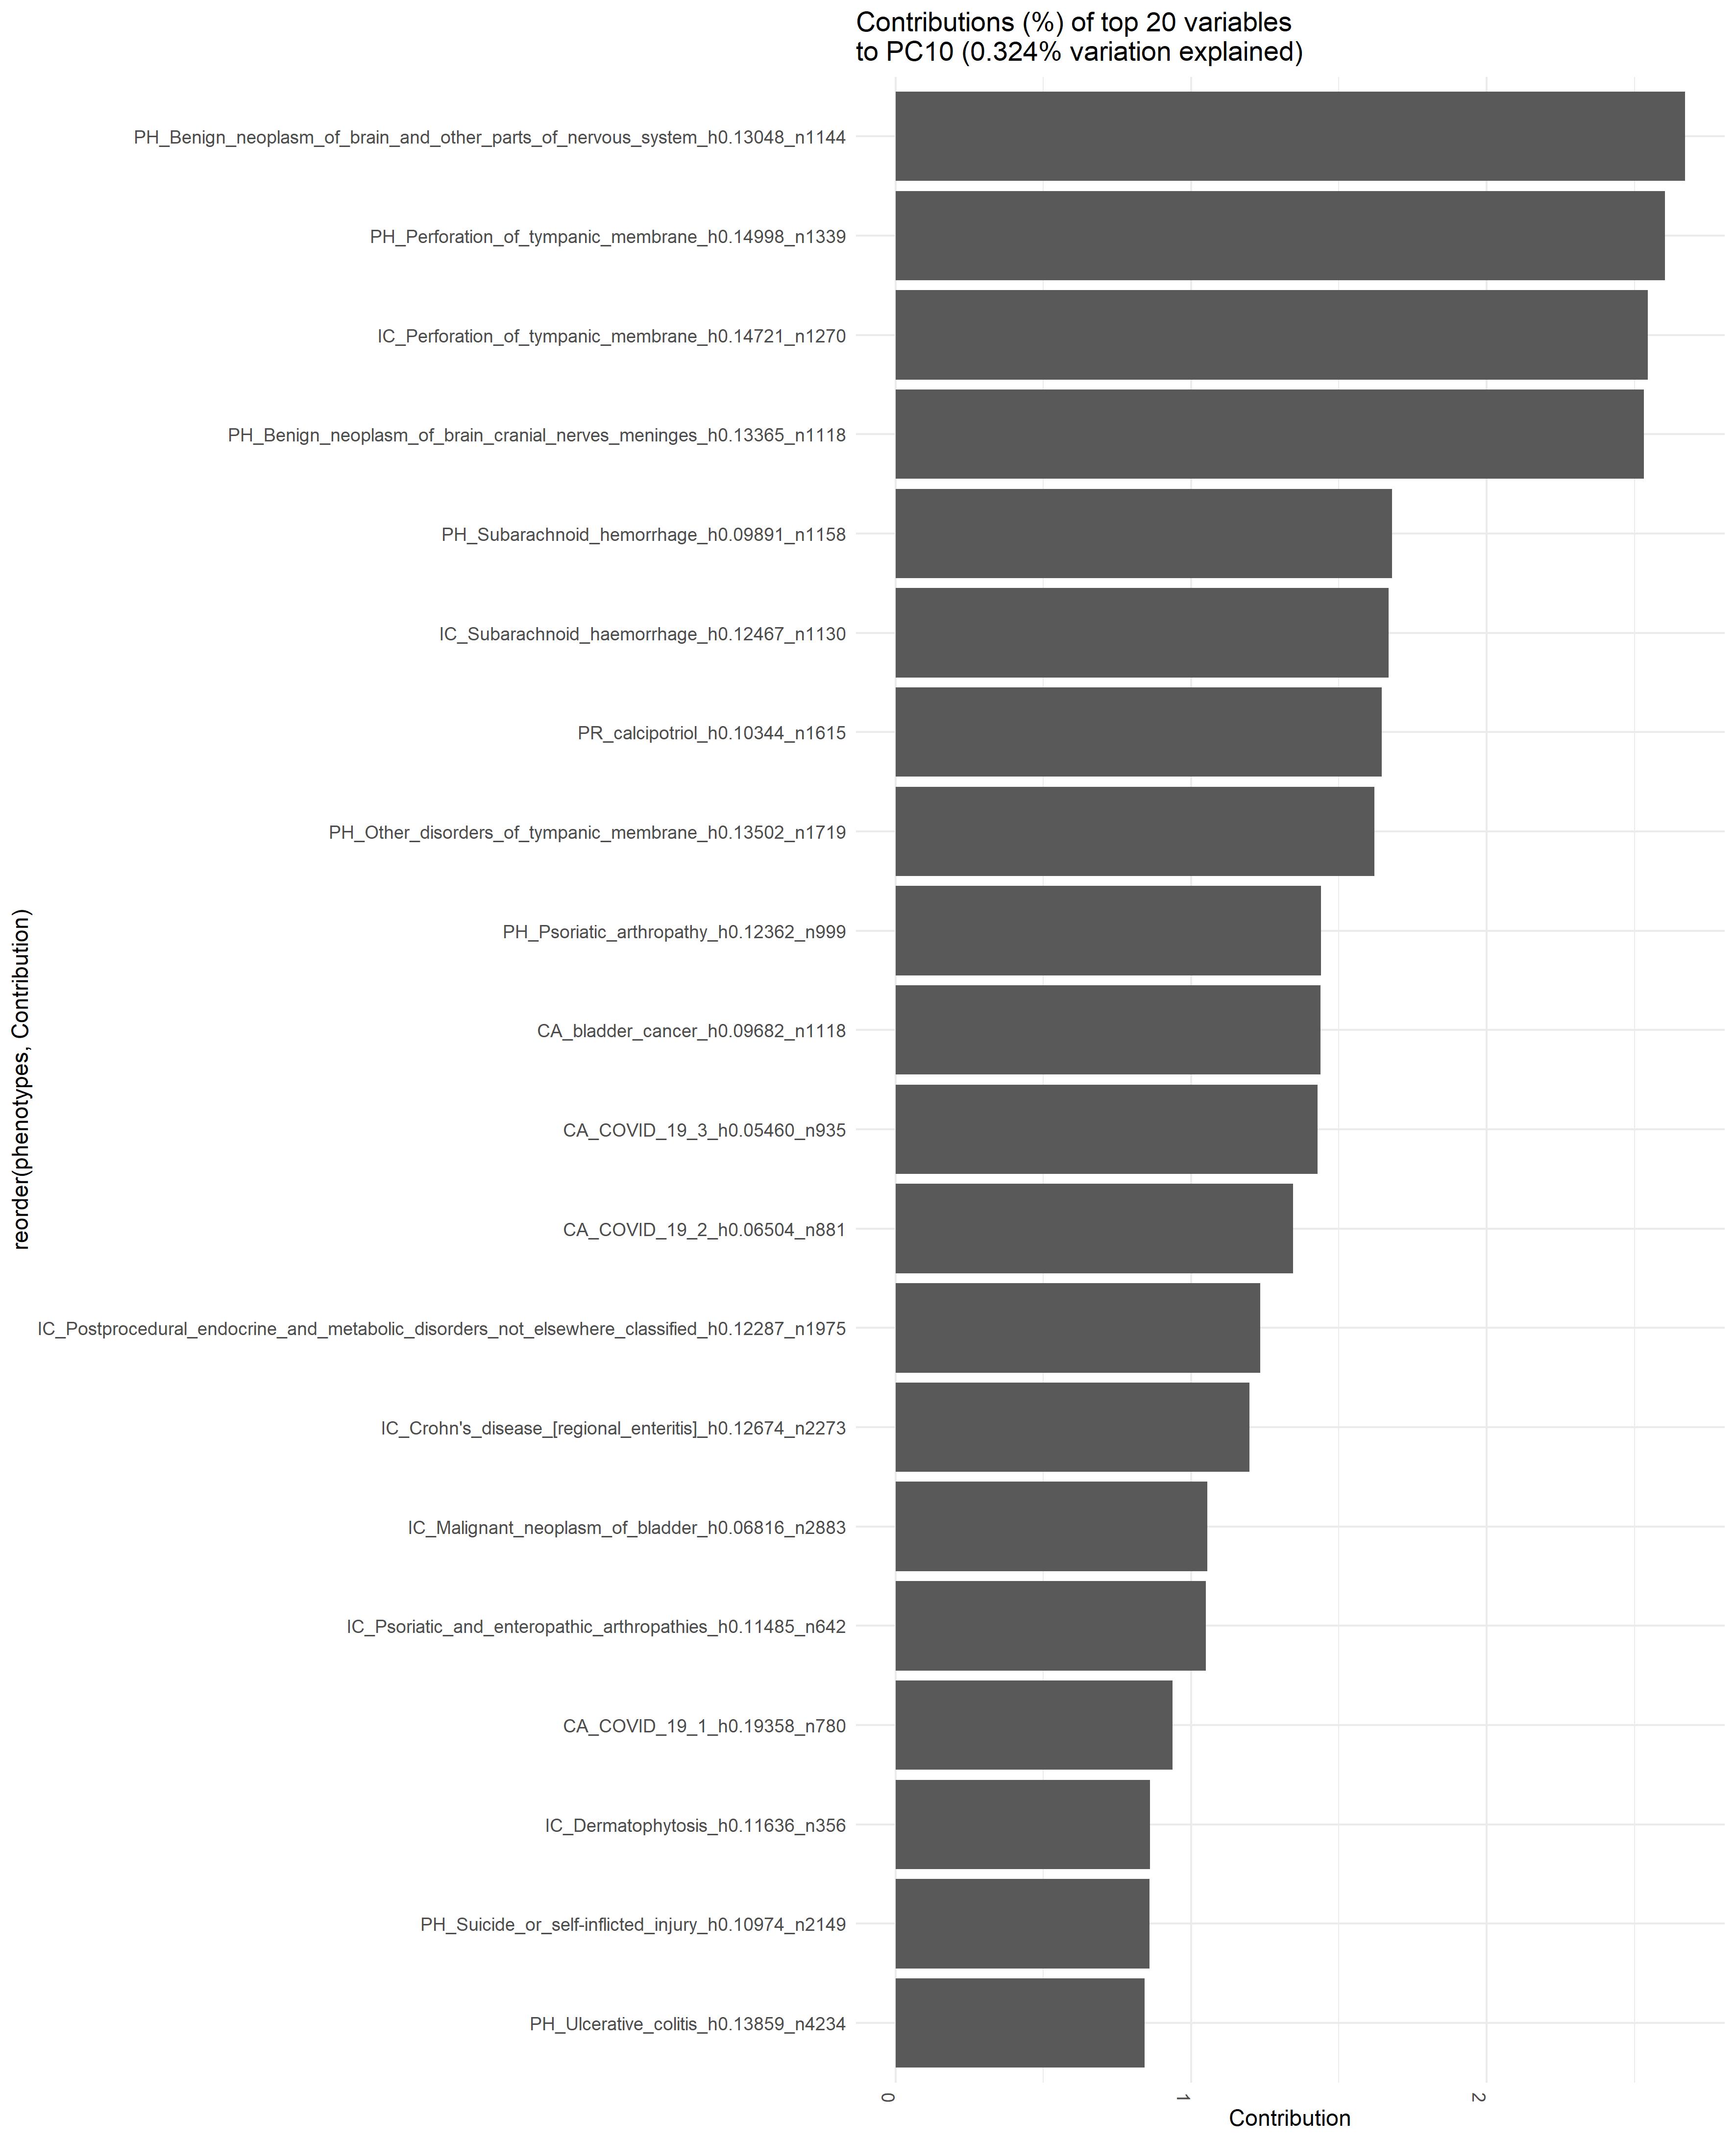 Contributions (%) of top 20 variables
to PC10 (0.324% variation explained)
PH_Benign_neoplasm_of_brain_and_other_parts_of_nervous_system_h0.13048_n1144
PH_Perforation_of_tympanic_membrane_h0.14998_n1339
IC_Perforation_of_tympanic_membrane_h0.14721_n1270
PH_Benign_neoplasm_of_brain_cranial_nerves_meninges_h0.13365_n1118
PH_Subarachnoid_hemorrhage_h0.09891_n1158
IC_Subarachnoid_haemorrhage_h0.12467_n1130
PR_calcipotriol_h0.10344_n1615
PH_Other_disorders_of_tympanic_membrane_h0.13502_n1719
PH_Psoriatic_arthropathy_h0.12362_n999
CA_bladder_cancer_h0.09682_n1118
CA_COVID_19_3_h0.05460_n935
CA_COVID_19_2_h0.06504_n881
IC_Postprocedural_endocrine_and_metabolic_disorders_not_elsewhere_classified_h0.12287_n1975
IC_Crohn's_disease_[regional_enteritis]_h0.12674_n2273
IC_Malignant_neoplasm_of_bladder_h0.06816_n2883
IC_Psoriatic_and_enteropathic_arthropathies_h0.11485_n642
CA_COVID_19_1_h0.19358_n780
IC_Dermatophytosis_h0.11636_n356
PH_Suicide_or_self-inflicted_injury_h0.10974_n2149
PH_Ulcerative_colitis_h0.13859_n4234
reorder(phenotypes, Contribution)
0
1
2
Contribution